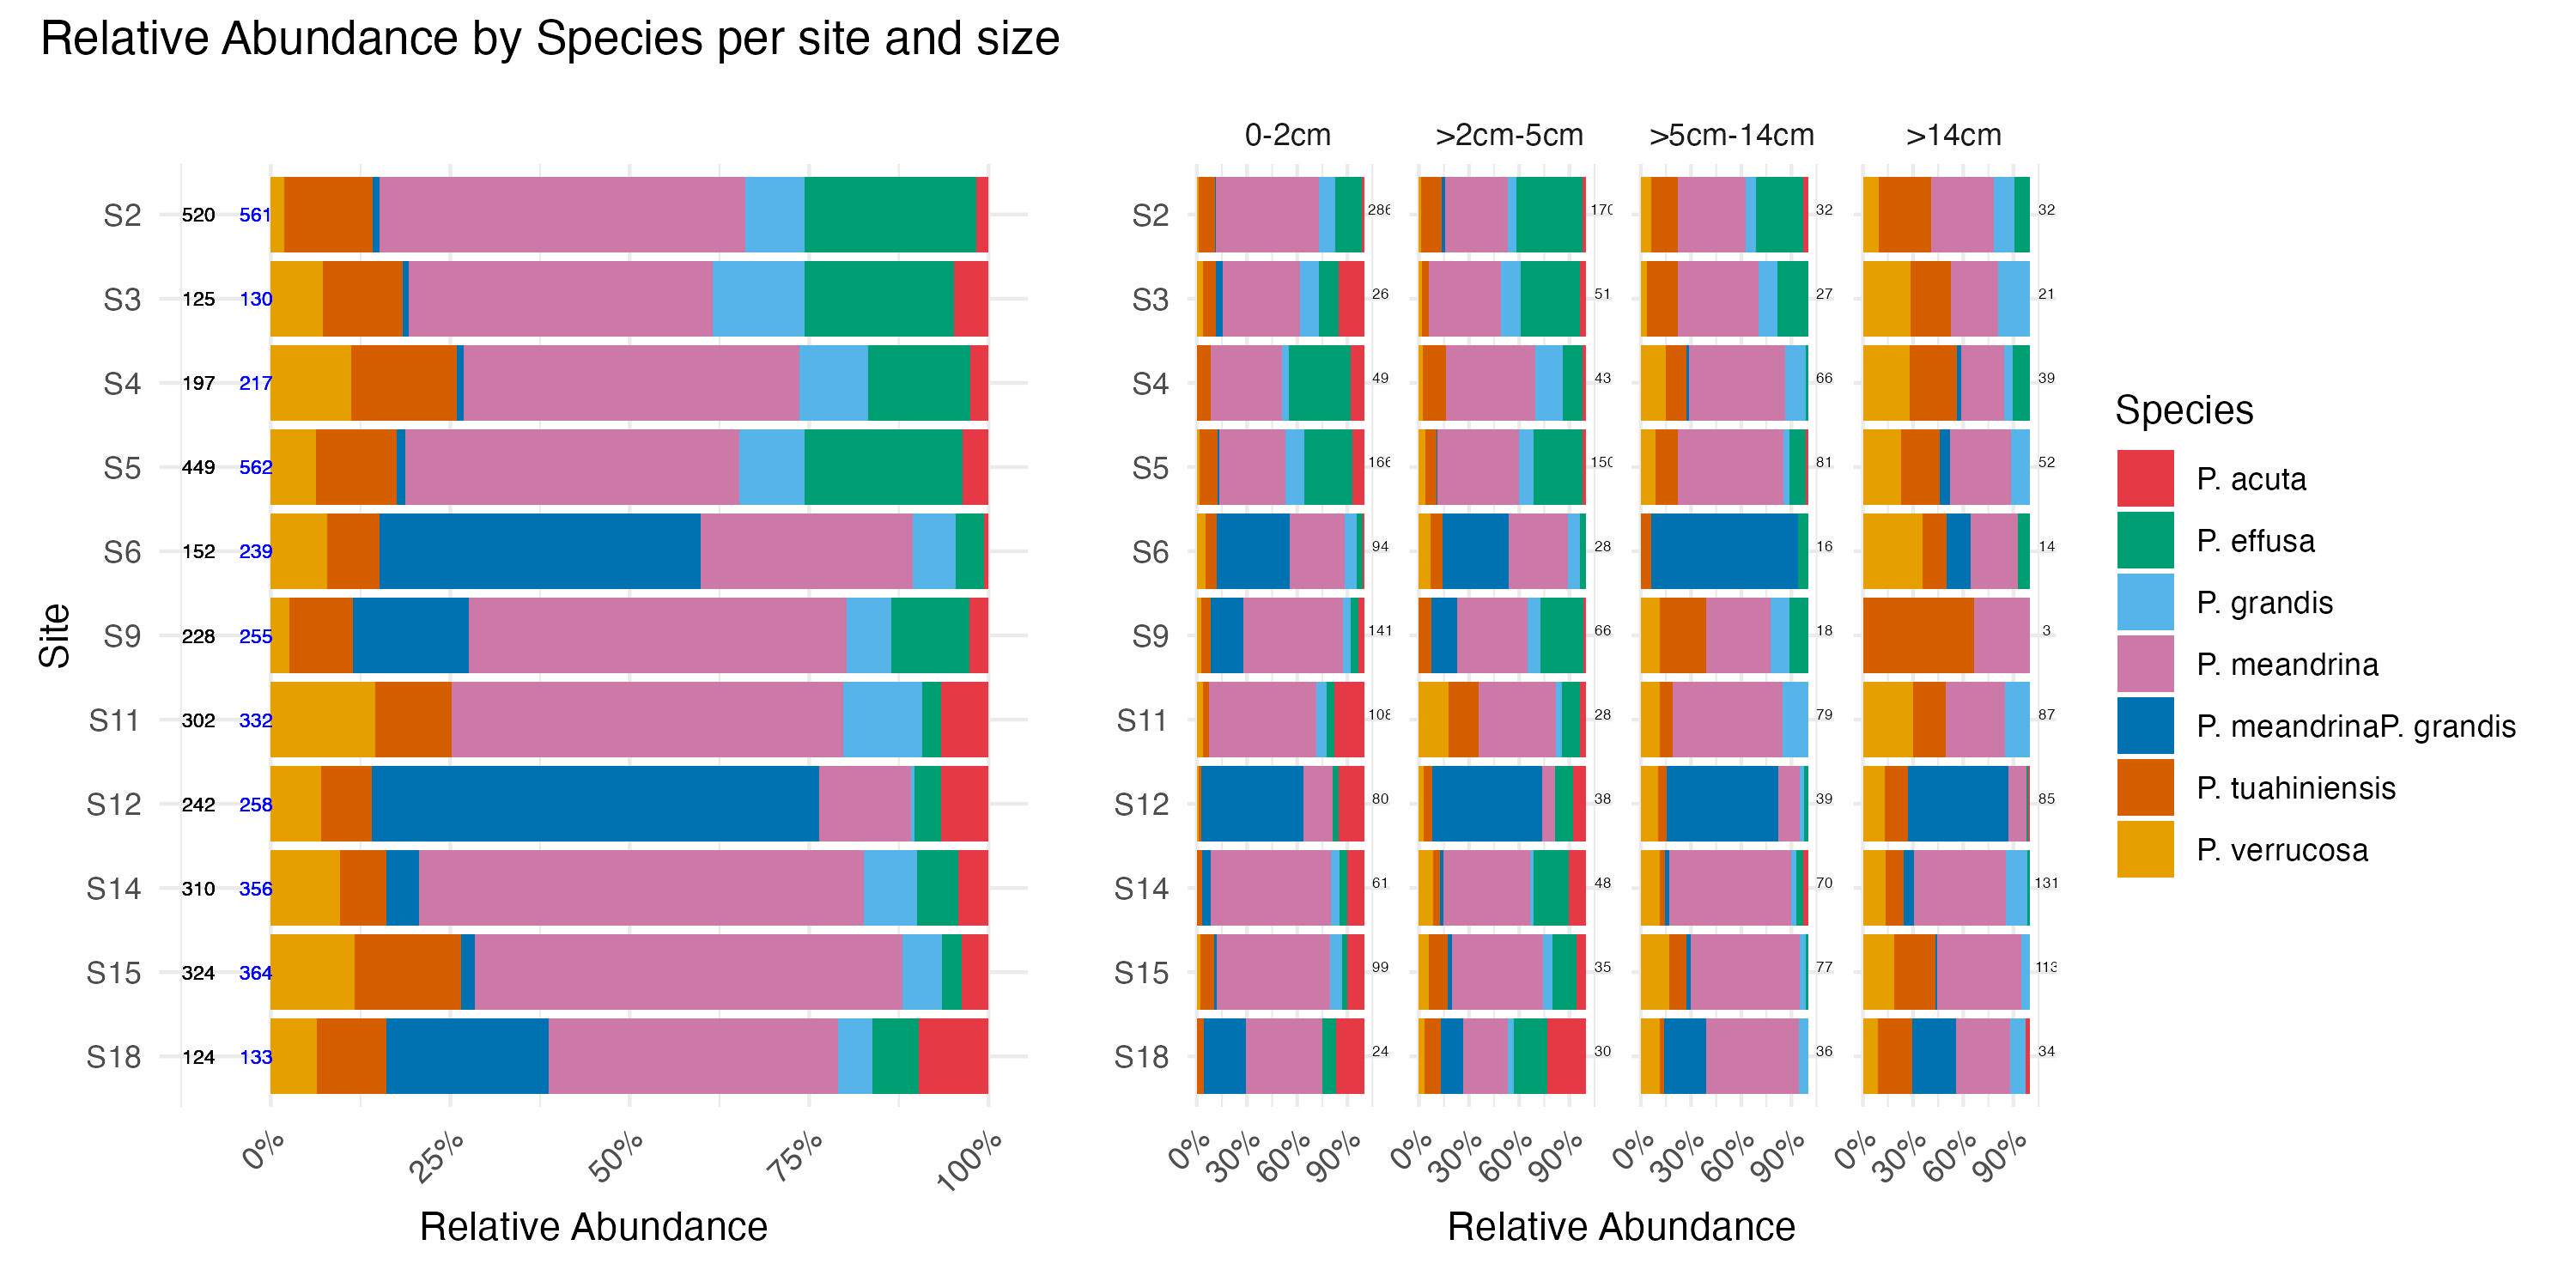 Relative Abundance by Species per site and size
0-2cm >2cm-5cm >5cm-14cm >14cm
S2 520 561 S2 286 170 32 32
S3 125 130 S3 26 51 27 21
S4 197 217 S4 49 43 66 39
S5 449 562 S5 166 150 81 52
S6 152 239 S6 94 28 16 14
S9 228 255 S9 141 66 18 3
S11 302 332 S11 108 28 79 87
S12 242 258 S12 80 38 39 85
S14 310 356 S14 61 48 70 131
S15 324 364 S15 99 35 77 113
S18 124 133 S18 24 30 36 34
Site
0% 25% 50% 75% 100%
0% 30% 60% 90% 0% 30% 60% 90% 0% 30% 60% 90% 0% 30% 60% 90%
Relative Abundance Relative Abundance
Species
P. acuta
P. effusa
P. grandis
P. meandrina
P. meandrinaP. grandis
P. tuahiniensis
P. verrucosa